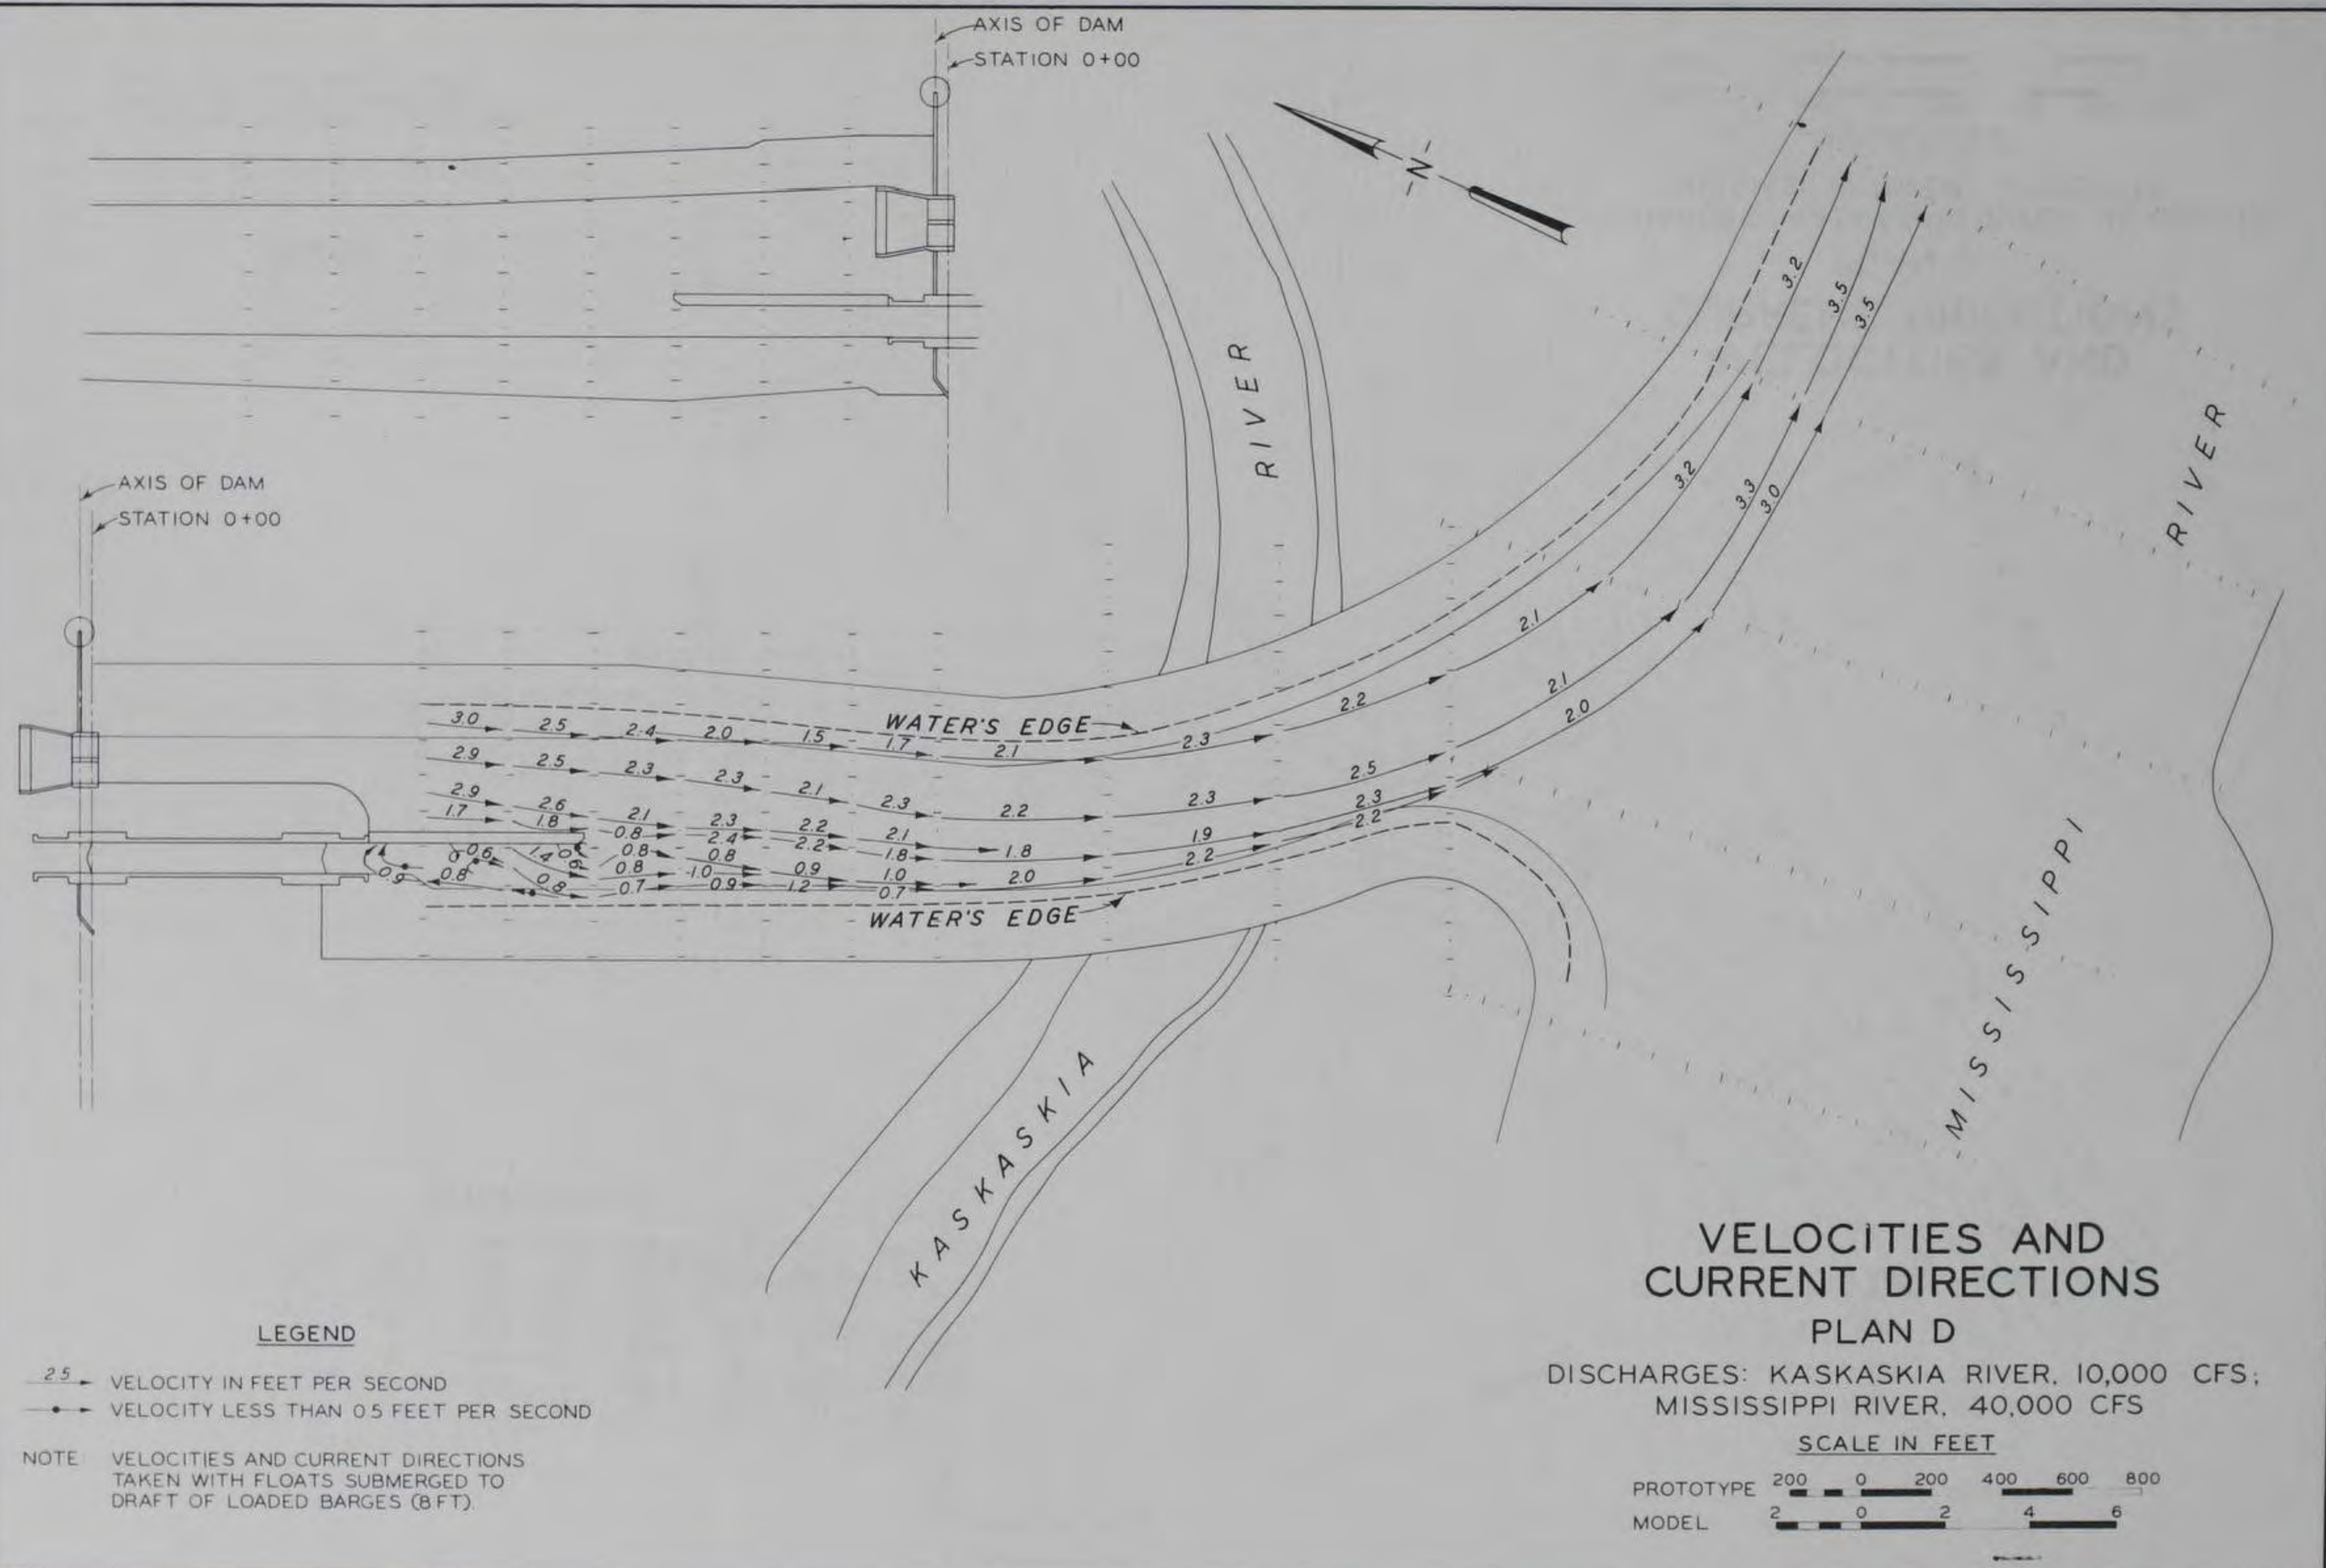 AXIS OF DAM
STATION 0+00
N
RIVER
RIVER
AXIS OF DAM
STATION 0+00
3.2
3.5
3.5
3.2
3.3
3.0
2.1
2.1
2.0
WATER'S EDGE
3.0
2.5
2.4
2.0
1.5
1.7
2.1
2.3
2.2
2.9
2.5
2.3
2.3
2.1
2.3
2.2
2.3
2.5
2.9
2.6
2.1
2.3
2.2
2.1
1.8
1.9
2.3
1.7
1.8
0.8
2.4
2.2
1.8
2.2
2.2
0.6
1.4
0.8
0.8
0.9
0.8
0.8
0.8
1.0
0.9
1.0
2.0
0.7
0.9
1.2
0.7
WATER'S EDGE
KASKASKIA
MISSISSIPPI
VELOCITIES AND
CURRENT DIRECTIONS
PLAN D
DISCHARGES: KASKASKIA RIVER, 10,000 CFS;
MISSISSIPPI RIVER, 40,000 CFS
SCALE IN FEET
PROTOTYPE 200 0 200 400 600 800
MODEL 2 0 2 4 6
LEGEND
2.5 VELOCITY IN FEET PER SECOND
VELOCITY LESS THAN 0.5 FEET PER SECOND
NOTE: VELOCITIES AND CURRENT DIRECTIONS
TAKEN WITH FLOATS SUBMERGED TO
DRAFT OF LOADED BARGES (8 FT).